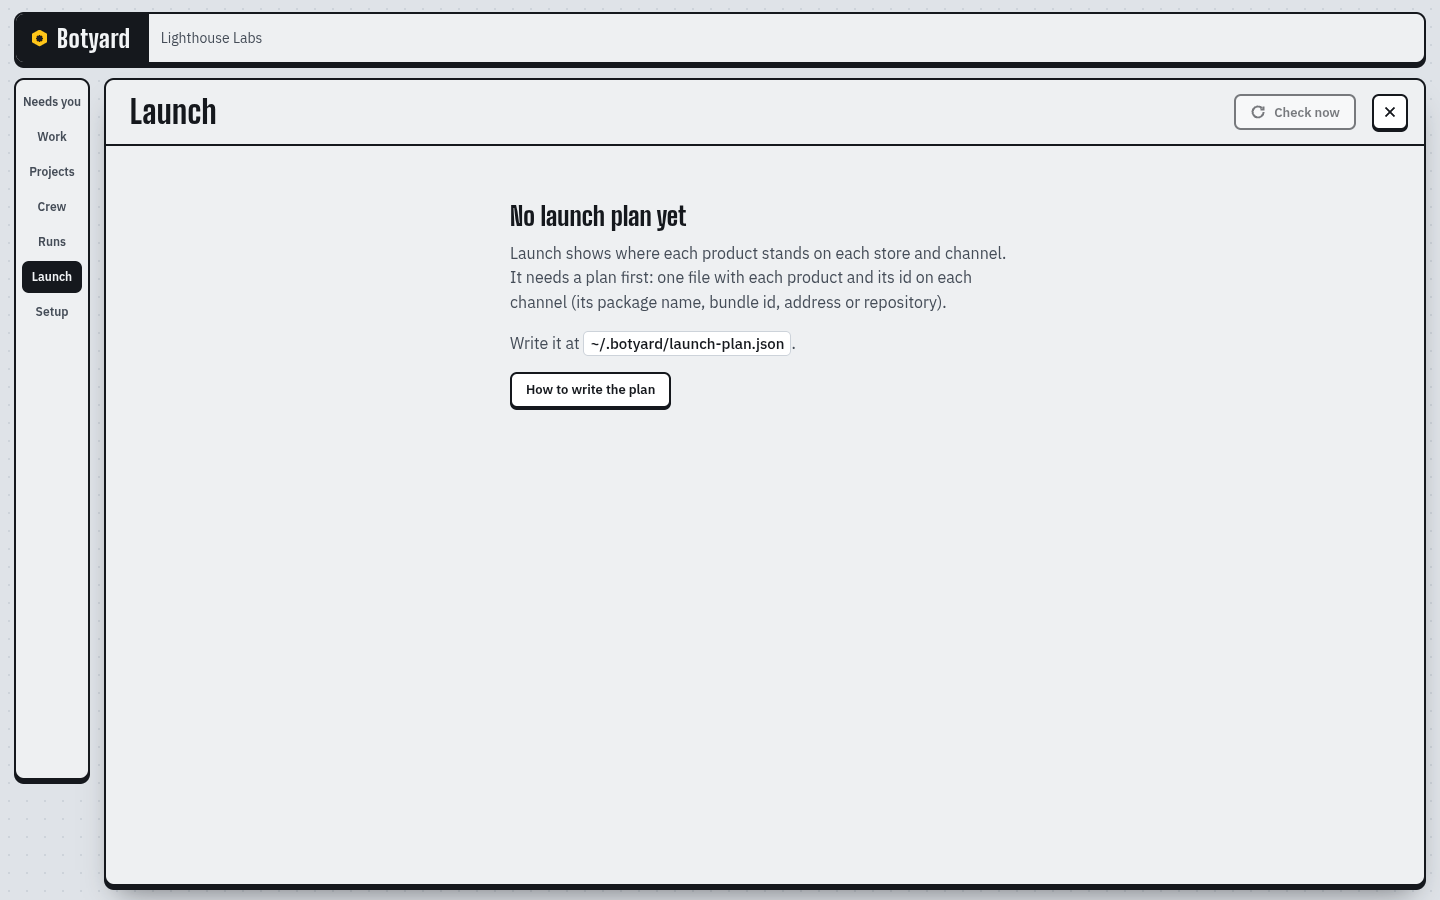 Botyard
Lighthouse Labs
Needs you
Work
Projects
Crew
Runs
Launch
Setup
Launch
Check now
No launch plan yet
Launch shows where each product stands on each store and channel.
It needs a plan first: one file with each product and its id on each
channel (its package name, bundle id, address or repository).
Write it at ~/.botyard/launch-plan.json.
How to write the plan